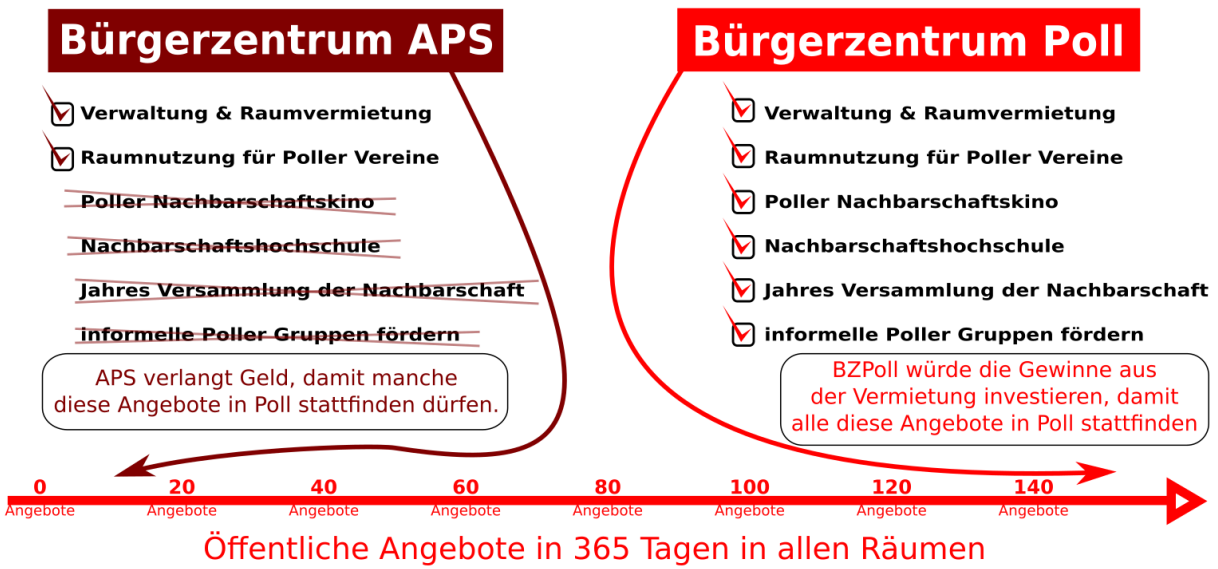 Bürgerzentrum APS
Verwaltung & Raumvermietung
Raumnutzung für Poller Vereine
Poller Nachbarschaftskino
Nachbarschaftshochschule
Jahres Versammlung der Nachbarschaft
informelle Poller Gruppen fördern
APS verlangt Geld, damit manche
diese Angebote in Poll stattfinden dürfen.
Bürgerzentrum Poll
Verwaltung & Raumvermietung
Raumnutzung für Poller Vereine
Poller Nachbarschaftskino
Nachbarschaftshochschule
Jahres Versammlung der Nachbarschaft
informelle Poller Gruppen fördern
BZPoll würde die Gewinne aus
der Vermietung investieren, damit
alle diese Angebote in Poll stattfinden
0 20 40 60 80 100 120 140
Angebote Angebote Angebote Angebote Angebote Angebote Angebote Angebote
Öffentliche Angebote in 365 Tagen in allen Räumen